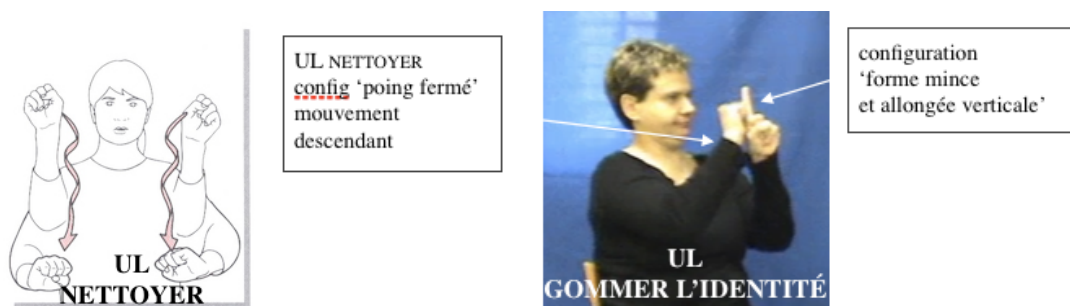 UL NETTOYER
config ‘poing fermé’
mouvement
descendant
UL
NETTOYER
UL
GOMMER L’IDENTITÉ
configuration
‘forme mince
et allongée verticale’